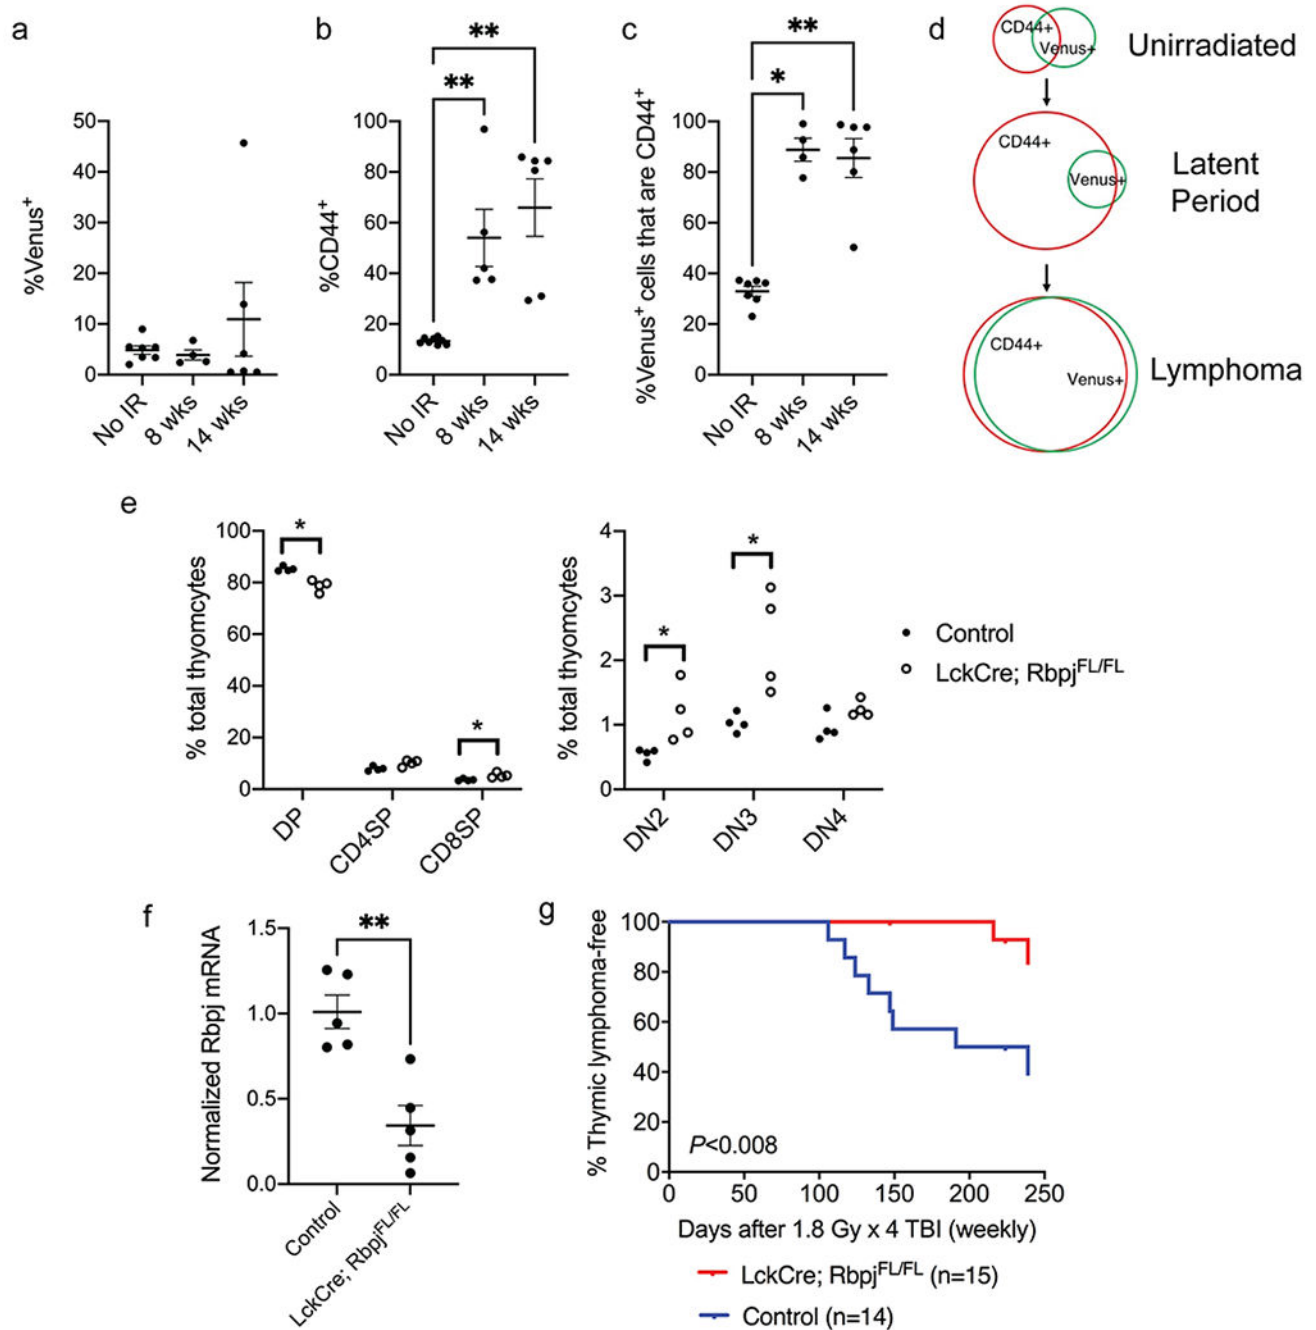 a
%Venus+
50
40
30
20
10
0
No IR
8 wks
14 wks
b
**
**
%CD44+
100
80
60
40
20
0
No IR
8 wks
14 wks
c
**
*
%Venus+ cells that are CD44+
100
80
60
40
20
0
No IR
8 wks
14 wks
d
CD44+
Venus+
Unirradiated
CD44+
Venus+
Latent
Period
CD44+
Venus+
Lymphoma
e
% total thyomcytes
100
80
60
40
20
0
*
*
DP
CD4SP
CD8SP
% total thyomcytes
4
3
2
1
0
*
*
DN2
DN3
DN4
Control
LckCre; RbpjFL/FL
f
**
Normalized Rbpj mRNA
1.5
1.0
0.5
0.0
Control
LckCre; RbpjFL/FL
g
% Thymic lymphoma-free
100
80
60
40
20
0
P<0.008
0
50
100
150
200
250
Days after 1.8 Gy x 4 TBI (weekly)
LckCre; RbpjFL/FL (n=15)
Control (n=14)